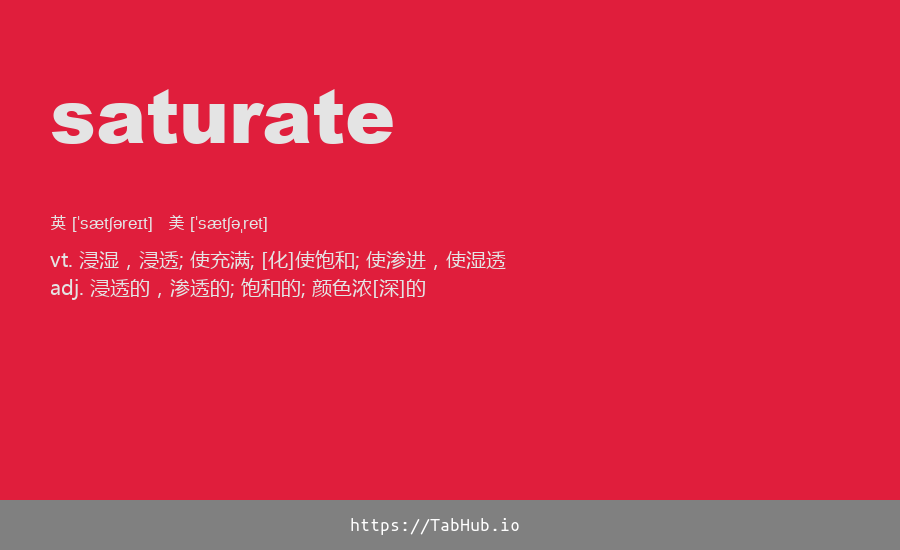 saturate
英 [ˈsætʃəreɪt] 美 [ˈsætʃəˌret]
vt. 浸湿，浸透; 使充满; [化]使饱和; 使渗进，使湿透
adj. 浸透的，渗透的; 饱和的; 颜色浓[深]的
https://TabHub.io